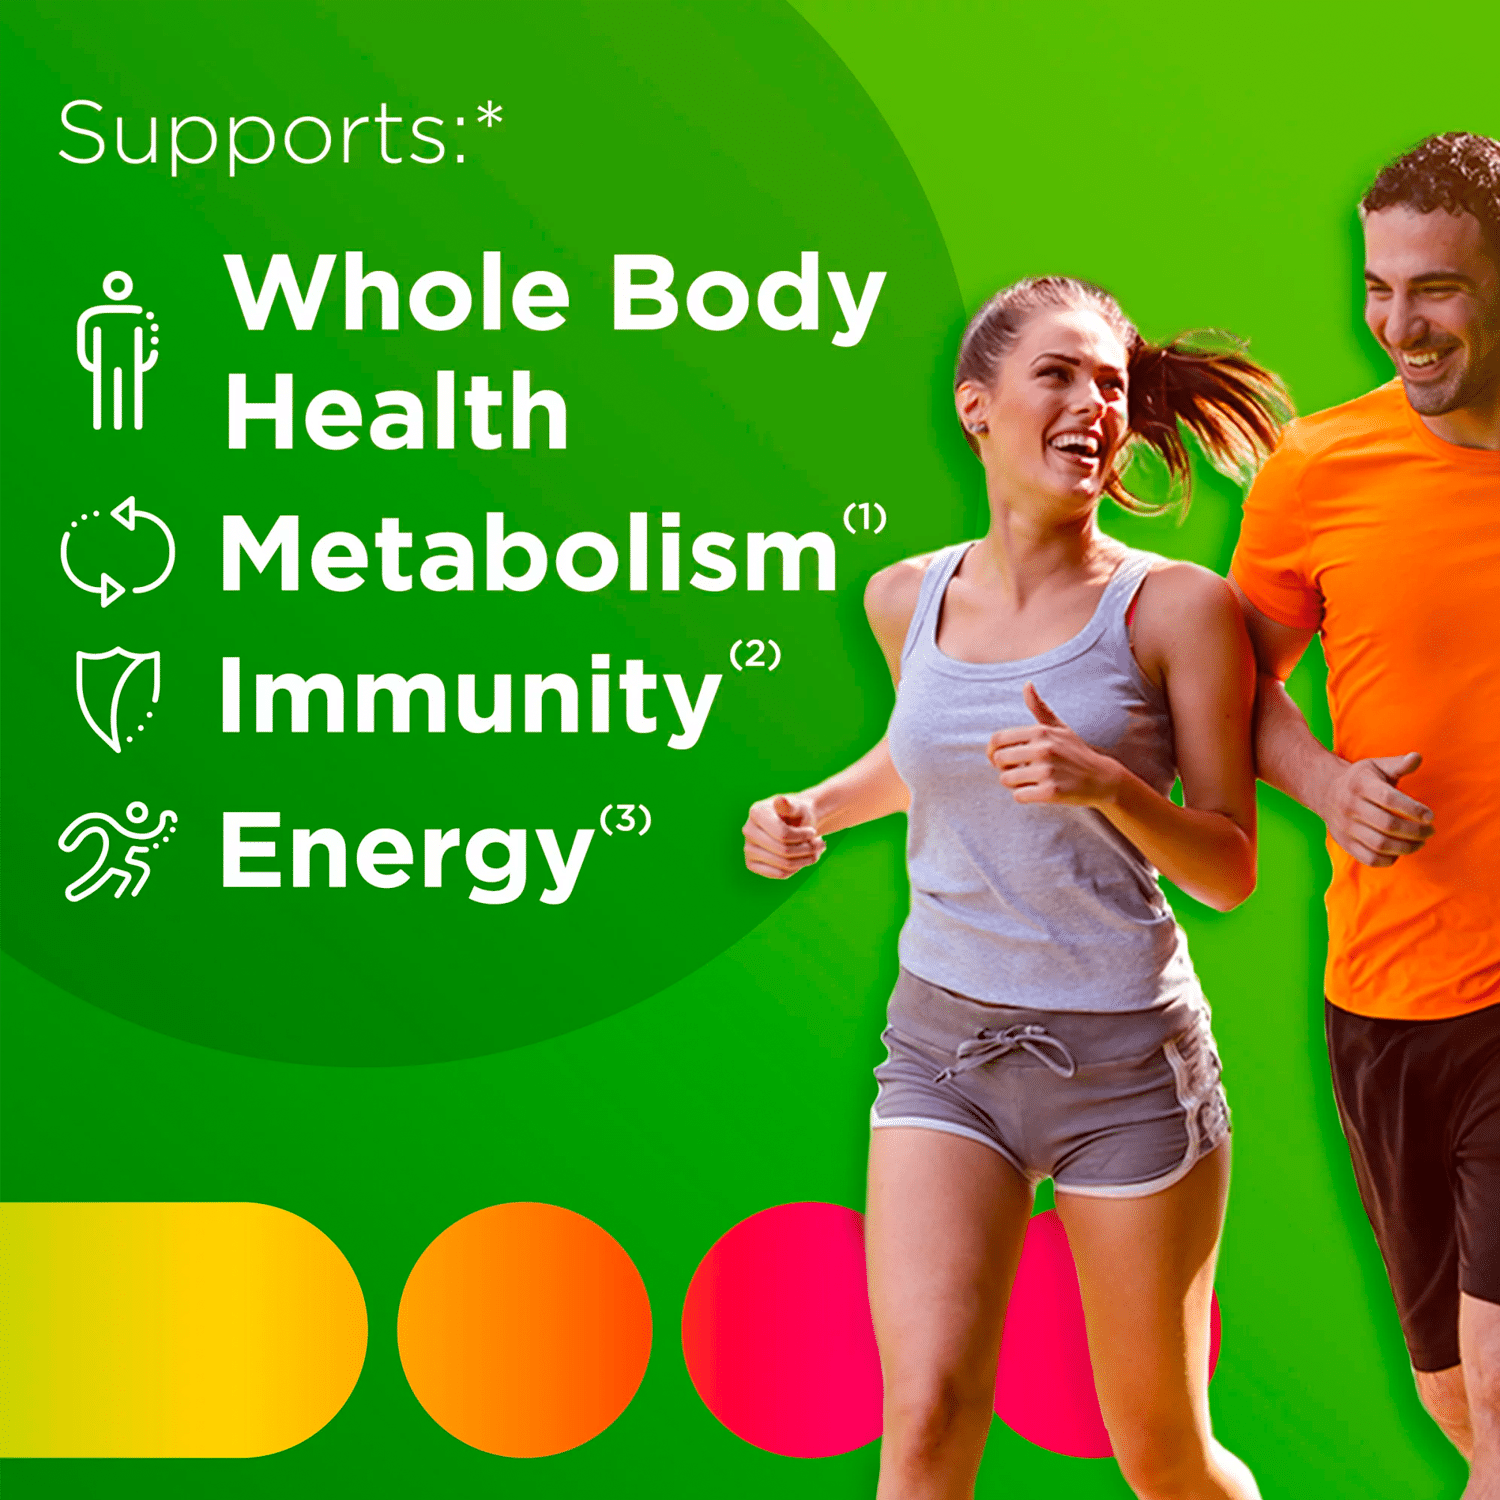 Supports:*
Whole Body
Health
Metabolism(1)
Immunity(2)
Energy(3)